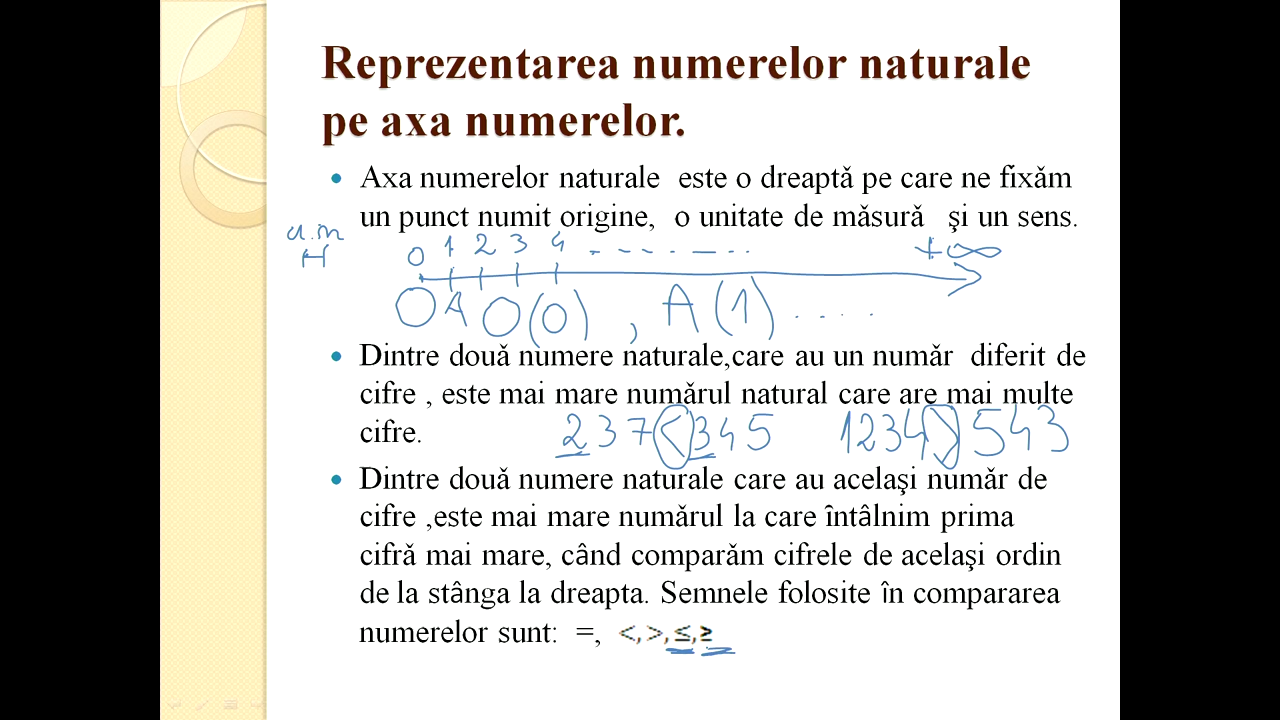 Reprezentarea numerelor naturale
pe axa numerelor.
Axa numerelor naturale este o dreaptă pe care ne fixăm
un punct numit origine, o unitate de măsură şi un sens.
u.m
0 1 2 3 4 . - - - . — - . . +∞
O A O(0) , A(1) . . . .
Dintre două numere naturale,care au un număr diferit de
cifre , este mai mare numărul natural care are mai multe
cifre. 237<345 1234>543
Dintre două numere naturale care au acelaşi număr de
cifre ,este mai mare numărul la care întâlnim prima
cifră mai mare, când comparăm cifrele de acelaşi ordin
de la stânga la dreapta. Semnele folosite în compararea
numerelor sunt: =, <,>,≤,≥